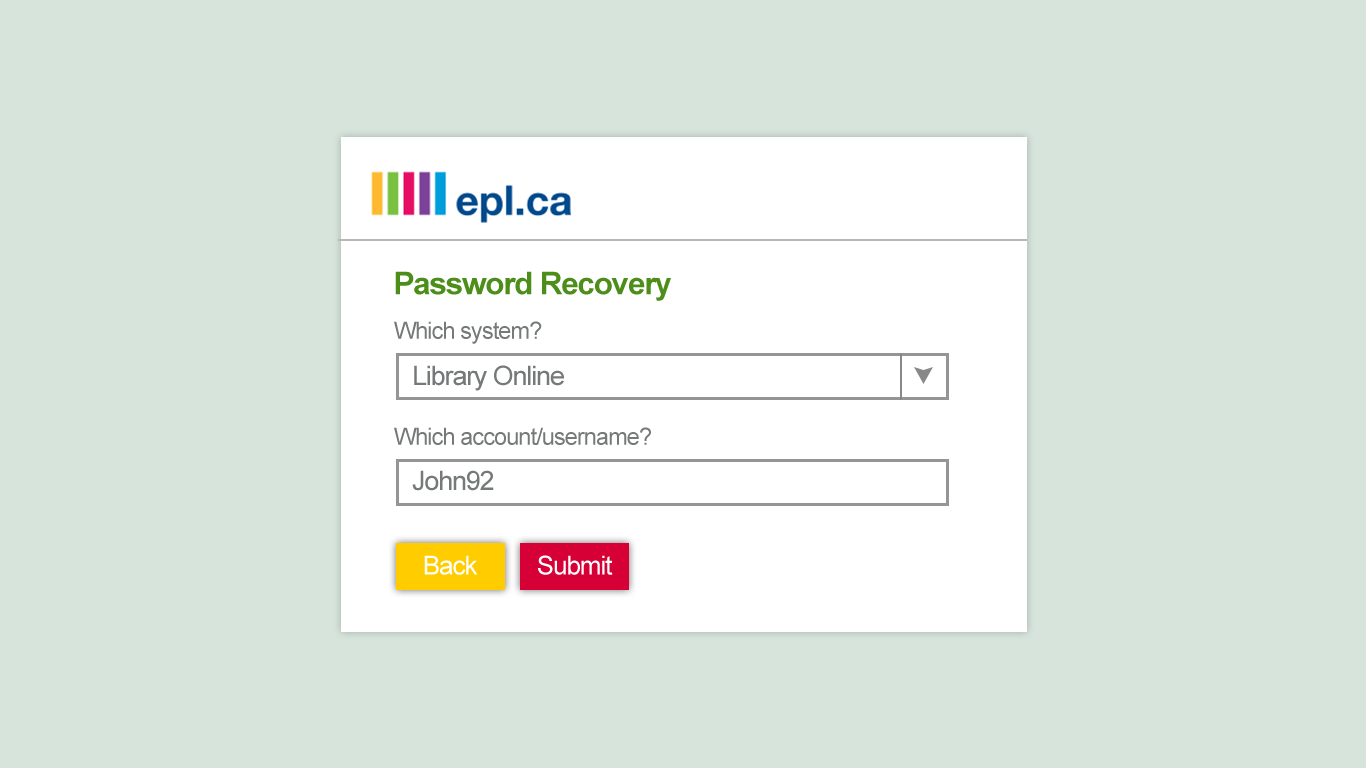 epl.ca
Password Recovery
Which system?
Library Online
Which account/username?
John92
Back Submit